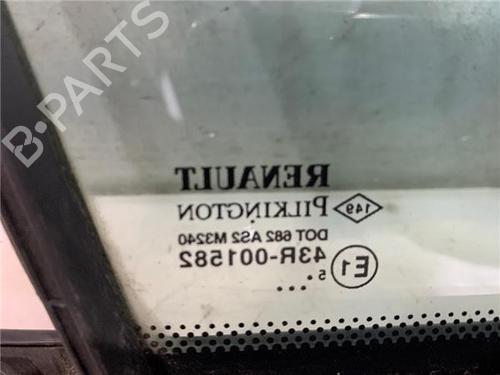 RENAULT
PILKINGTON 149
DOT 682 AS2 M3240
43R-001582 E1
5
...
B-PARTS